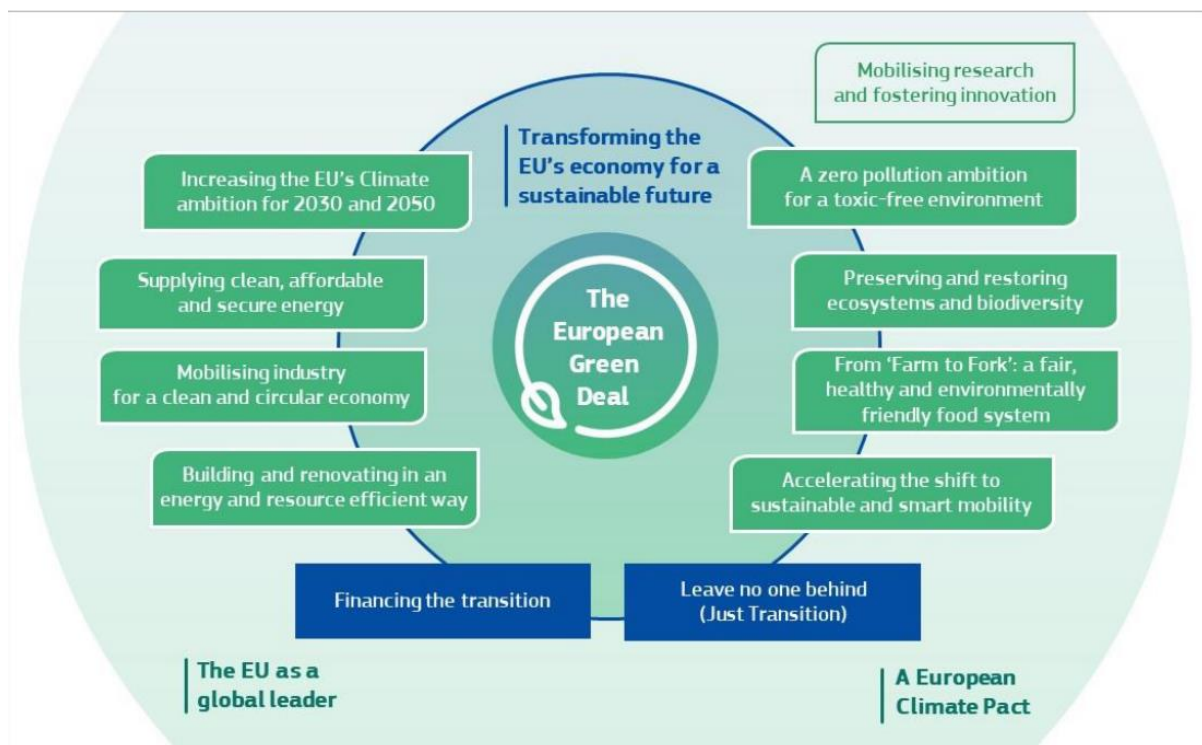 Mobilising research
and fostering innovation
Transforming the
EU's economy for a
sustainable future
Increasing the EU's Climate
ambition for 2030 and 2050
A zero pollution ambition
for a toxic-free environment
Supplying clean, affordable
and secure energy
Preserving and restoring
ecosystems and biodiversity
The
European
Green
Deal
Mobilising industry
for a clean and circular economy
From ‘Farm to Fork’: a fair,
healthy and environmentally
friendly food system
Building and renovating in an
energy and resource efficient way
Accelerating the shift to
sustainable and smart mobility
Financing the transition
Leave no one behind
(Just Transition)
The EU as a
global leader
A European
Climate Pact